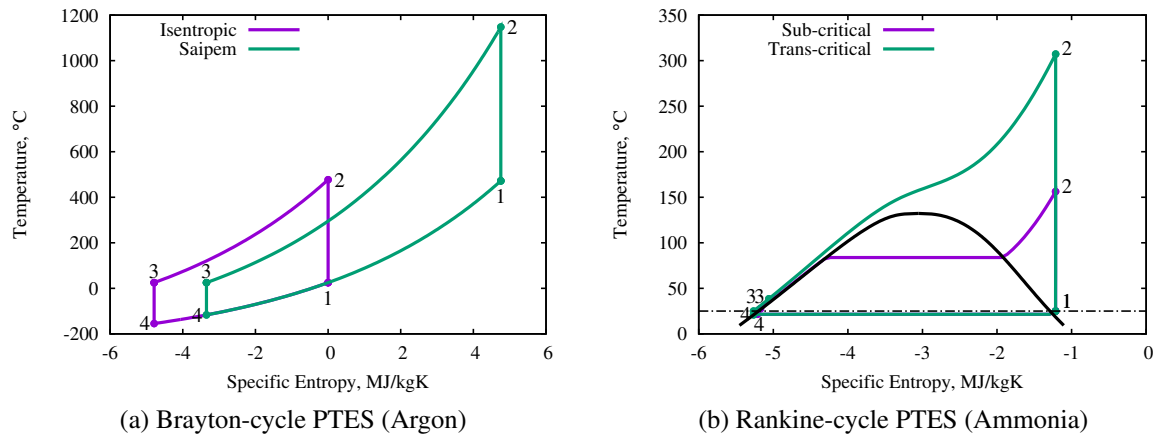 Isentropic
Saipem
Temperature, °C
1200
1000
800
600
400
200
0
-200
2
1
2
3
3
4
4
1
-6 -4 -2 0 2 4 6
Specific Entropy, MJ/kgK
(a) Brayton-cycle PTES (Argon)
Sub-critical
Trans-critical
Temperature, °C
350
300
250
200
150
100
50
0
2
2
33
1
4
4
-6 -5 -4 -3 -2 -1 0
Specific Entropy, MJ/kgK
(b) Rankine-cycle PTES (Ammonia)